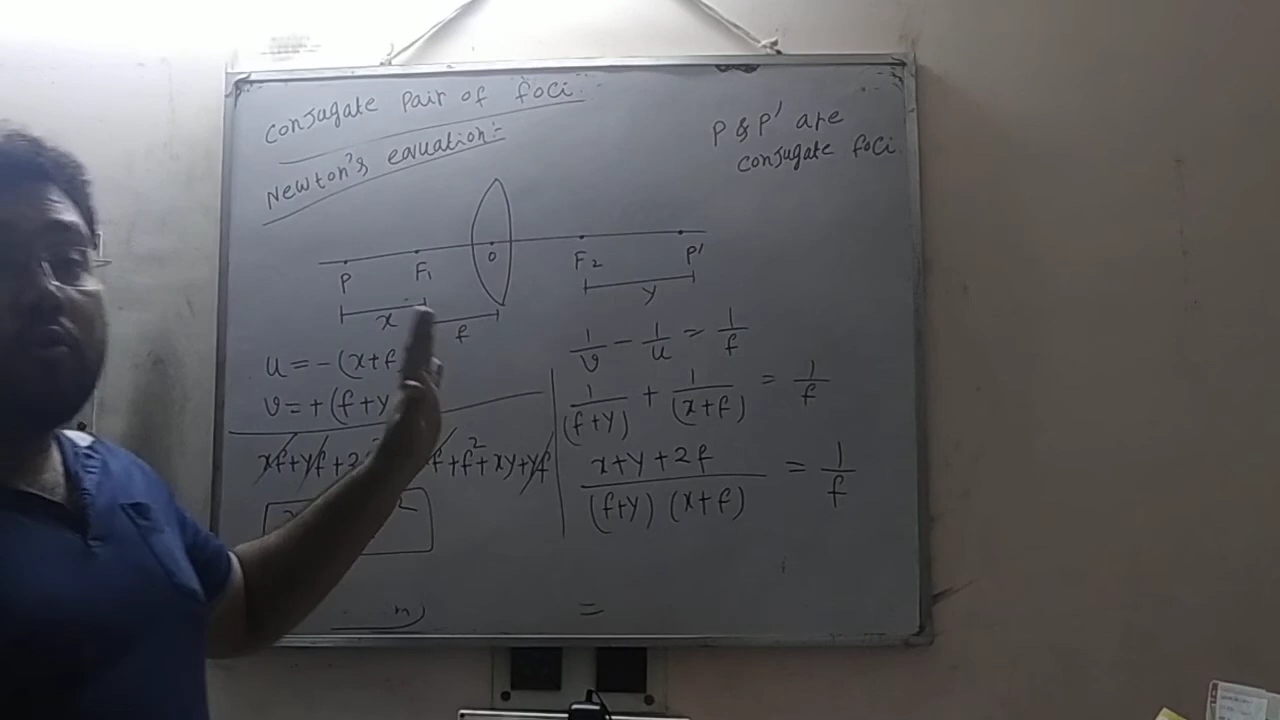 Conjugate Pair of foci
Newton's equation:-
P & P' are
conjugate foci
P F₁ O F₂ P'
x f y
u = -(x+f
v = +(f+y
1/v - 1/u = 1/f
1/(f+y) + 1/(x+f) = 1/f
(x+y+2f)/((f+y)(x+f)) = 1/f
xf+yf+2 f+f²+xy+yf
=